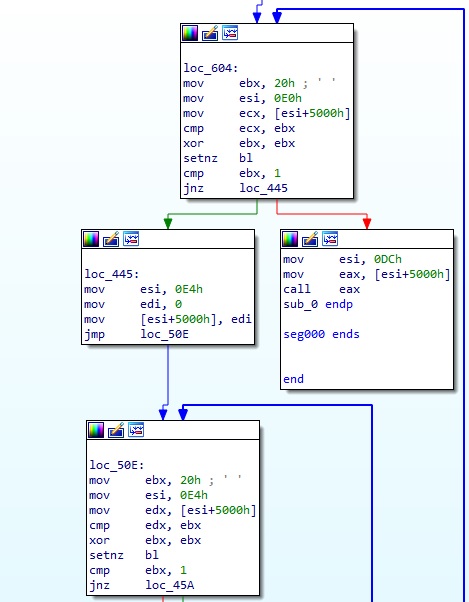 loc_604:
mov ebx, 20h ; ' '
mov esi, 0E0h
mov ecx, [esi+5000h]
cmp ecx, ebx
xor ebx, ebx
setnz bl
cmp ebx, 1
jnz loc_445
loc_445:
mov esi, 0E4h
mov edi, 0
mov [esi+5000h], edi
jmp loc_50E
mov esi, 0DCh
mov eax, [esi+5000h]
call eax
sub_0 endp
seg000 ends
end
loc_50E:
mov ebx, 20h ; ' '
mov esi, 0E4h
mov edx, [esi+5000h]
cmp edx, ebx
xor ebx, ebx
setnz bl
cmp ebx, 1
jnz loc_45A